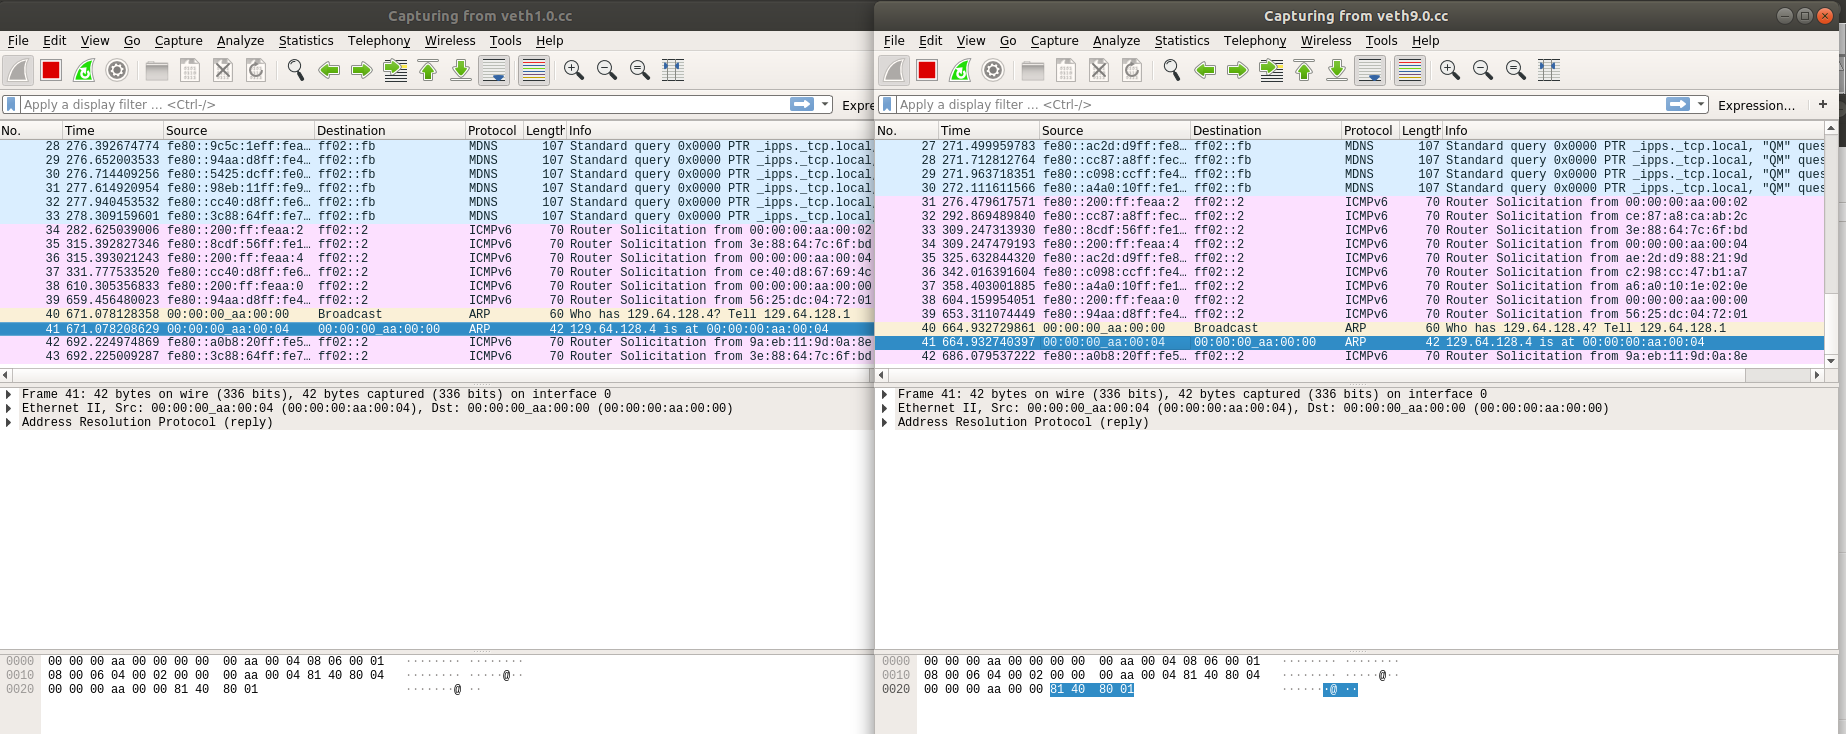 Capturing from veth1.0.cc
File Edit View Go Capture Analyze Statistics Telephony Wireless Tools Help
Apply a display filter ... <Ctrl-/> Expre
No. Time Source Destination Protocol Length Info
28 276.392674774 fe80::9c5c:1eff:fea… ff02::fb MDNS 107 Standard query 0x0000 PTR _ipps._tcp.local,
29 276.652003533 fe80::94aa:d8ff:fe4… ff02::fb MDNS 107 Standard query 0x0000 PTR _ipps._tcp.local,
30 276.714409256 fe80::5425:dcff:fe0… ff02::fb MDNS 107 Standard query 0x0000 PTR _ipps._tcp.local,
31 277.614920954 fe80::98eb:11ff:fe9… ff02::fb MDNS 107 Standard query 0x0000 PTR _ipps._tcp.local,
32 277.940453532 fe80::cc40:d8ff:fe6… ff02::fb MDNS 107 Standard query 0x0000 PTR _ipps._tcp.local,
33 278.309159601 fe80::3c88:64ff:fe7… ff02::fb MDNS 107 Standard query 0x0000 PTR _ipps._tcp.local,
34 282.625039006 fe80::200:ff:feaa:2 ff02::2 ICMPv6 70 Router Solicitation from 00:00:00:aa:00:02
35 315.392827346 fe80::8cdf:56ff:fe1… ff02::2 ICMPv6 70 Router Solicitation from 3e:88:64:7c:6f:bd
36 315.393021243 fe80::200:ff:feaa:4 ff02::2 ICMPv6 70 Router Solicitation from 00:00:00:aa:00:04
37 331.777533520 fe80::cc40:d8ff:fe6… ff02::2 ICMPv6 70 Router Solicitation from ce:40:d8:67:69:4c
38 610.305356833 fe80::200:ff:feaa:0 ff02::2 ICMPv6 70 Router Solicitation from 00:00:00:aa:00:00
39 659.456480023 fe80::94aa:d8ff:fe4… ff02::2 ICMPv6 70 Router Solicitation from 56:25:dc:04:72:01
40 671.078128358 00:00:00_aa:00:00 Broadcast ARP 60 Who has 129.64.128.4? Tell 129.64.128.1
41 671.078208629 00:00:00_aa:00:04 00:00:00_aa:00:00 ARP 42 129.64.128.4 is at 00:00:00:aa:00:04
42 692.224974869 fe80::a0b8:20ff:fe5… ff02::2 ICMPv6 70 Router Solicitation from 9a:eb:11:9d:0a:8e
43 692.225009287 fe80::3c88:64ff:fe7… ff02::2 ICMPv6 70 Router Solicitation from 3e:88:64:7c:6f:bd
Frame 41: 42 bytes on wire (336 bits), 42 bytes captured (336 bits) on interface 0
Ethernet II, Src: 00:00:00_aa:00:04 (00:00:00:aa:00:04), Dst: 00:00:00_aa:00:00 (00:00:00:aa:00:00)
Address Resolution Protocol (reply)
0000 00 00 00 aa 00 00 00 00 00 aa 00 04 08 06 00 01 ········ ········
0010 08 00 06 04 00 02 00 00 00 aa 00 04 81 40 80 04 ········ ·····@··
0020 00 00 00 aa 00 00 81 40 80 01 ·······@ ··
Capturing from veth9.0.cc
File Edit View Go Capture Analyze Statistics Telephony Wireless Tools Help
Apply a display filter ... <Ctrl-/> Expression… +
No. Time Source Destination Protocol Length Info
27 271.499959783 fe80::ac2d:d9ff:fe8… ff02::fb MDNS 107 Standard query 0x0000 PTR _ipps._tcp.local, "QM" ques
28 271.712812764 fe80::cc87:a8ff:fec… ff02::fb MDNS 107 Standard query 0x0000 PTR _ipps._tcp.local, "QM" ques
29 271.963718351 fe80::c098:ccff:fe4… ff02::fb MDNS 107 Standard query 0x0000 PTR _ipps._tcp.local, "QM" ques
30 272.111611566 fe80::a4a0:10ff:fe1… ff02::fb MDNS 107 Standard query 0x0000 PTR _ipps._tcp.local, "QM" ques
31 276.479617571 fe80::200:ff:feaa:2 ff02::2 ICMPv6 70 Router Solicitation from 00:00:00:aa:00:02
32 292.869489840 fe80::cc87:a8ff:fec… ff02::2 ICMPv6 70 Router Solicitation from ce:87:a8:ca:ab:2c
33 309.247313930 fe80::8cdf:56ff:fe1… ff02::2 ICMPv6 70 Router Solicitation from 3e:88:64:7c:6f:bd
34 309.247479193 fe80::200:ff:feaa:4 ff02::2 ICMPv6 70 Router Solicitation from 00:00:00:aa:00:04
35 325.632844320 fe80::ac2d:d9ff:fe8… ff02::2 ICMPv6 70 Router Solicitation from ae:2d:d9:88:21:9d
36 342.016391604 fe80::c098:ccff:fe4… ff02::2 ICMPv6 70 Router Solicitation from c2:98:cc:47:b1:a7
37 358.403001885 fe80::a4a0:10ff:fe1… ff02::2 ICMPv6 70 Router Solicitation from a6:a0:10:1e:02:0e
38 604.159954051 fe80::200:ff:feaa:0 ff02::2 ICMPv6 70 Router Solicitation from 00:00:00:aa:00:00
39 653.311074449 fe80::94aa:d8ff:fe4… ff02::2 ICMPv6 70 Router Solicitation from 56:25:dc:04:72:01
40 664.932729861 00:00:00_aa:00:00 Broadcast ARP 60 Who has 129.64.128.4? Tell 129.64.128.1
41 664.932740397 00:00:00_aa:00:04 00:00:00_aa:00:00 ARP 42 129.64.128.4 is at 00:00:00:aa:00:04
42 686.079537222 fe80::a0b8:20ff:fe5… ff02::2 ICMPv6 70 Router Solicitation from 9a:eb:11:9d:0a:8e
Frame 41: 42 bytes on wire (336 bits), 42 bytes captured (336 bits) on interface 0
Ethernet II, Src: 00:00:00_aa:00:04 (00:00:00:aa:00:04), Dst: 00:00:00_aa:00:00 (00:00:00:aa:00:00)
Address Resolution Protocol (reply)
0000 00 00 00 aa 00 00 00 00 00 aa 00 04 08 06 00 01 ········ ········
0010 08 00 06 04 00 02 00 00 00 aa 00 04 81 40 80 04 ········ ·····@··
0020 00 00 00 aa 00 00 81 40 80 01 ·······@ ··